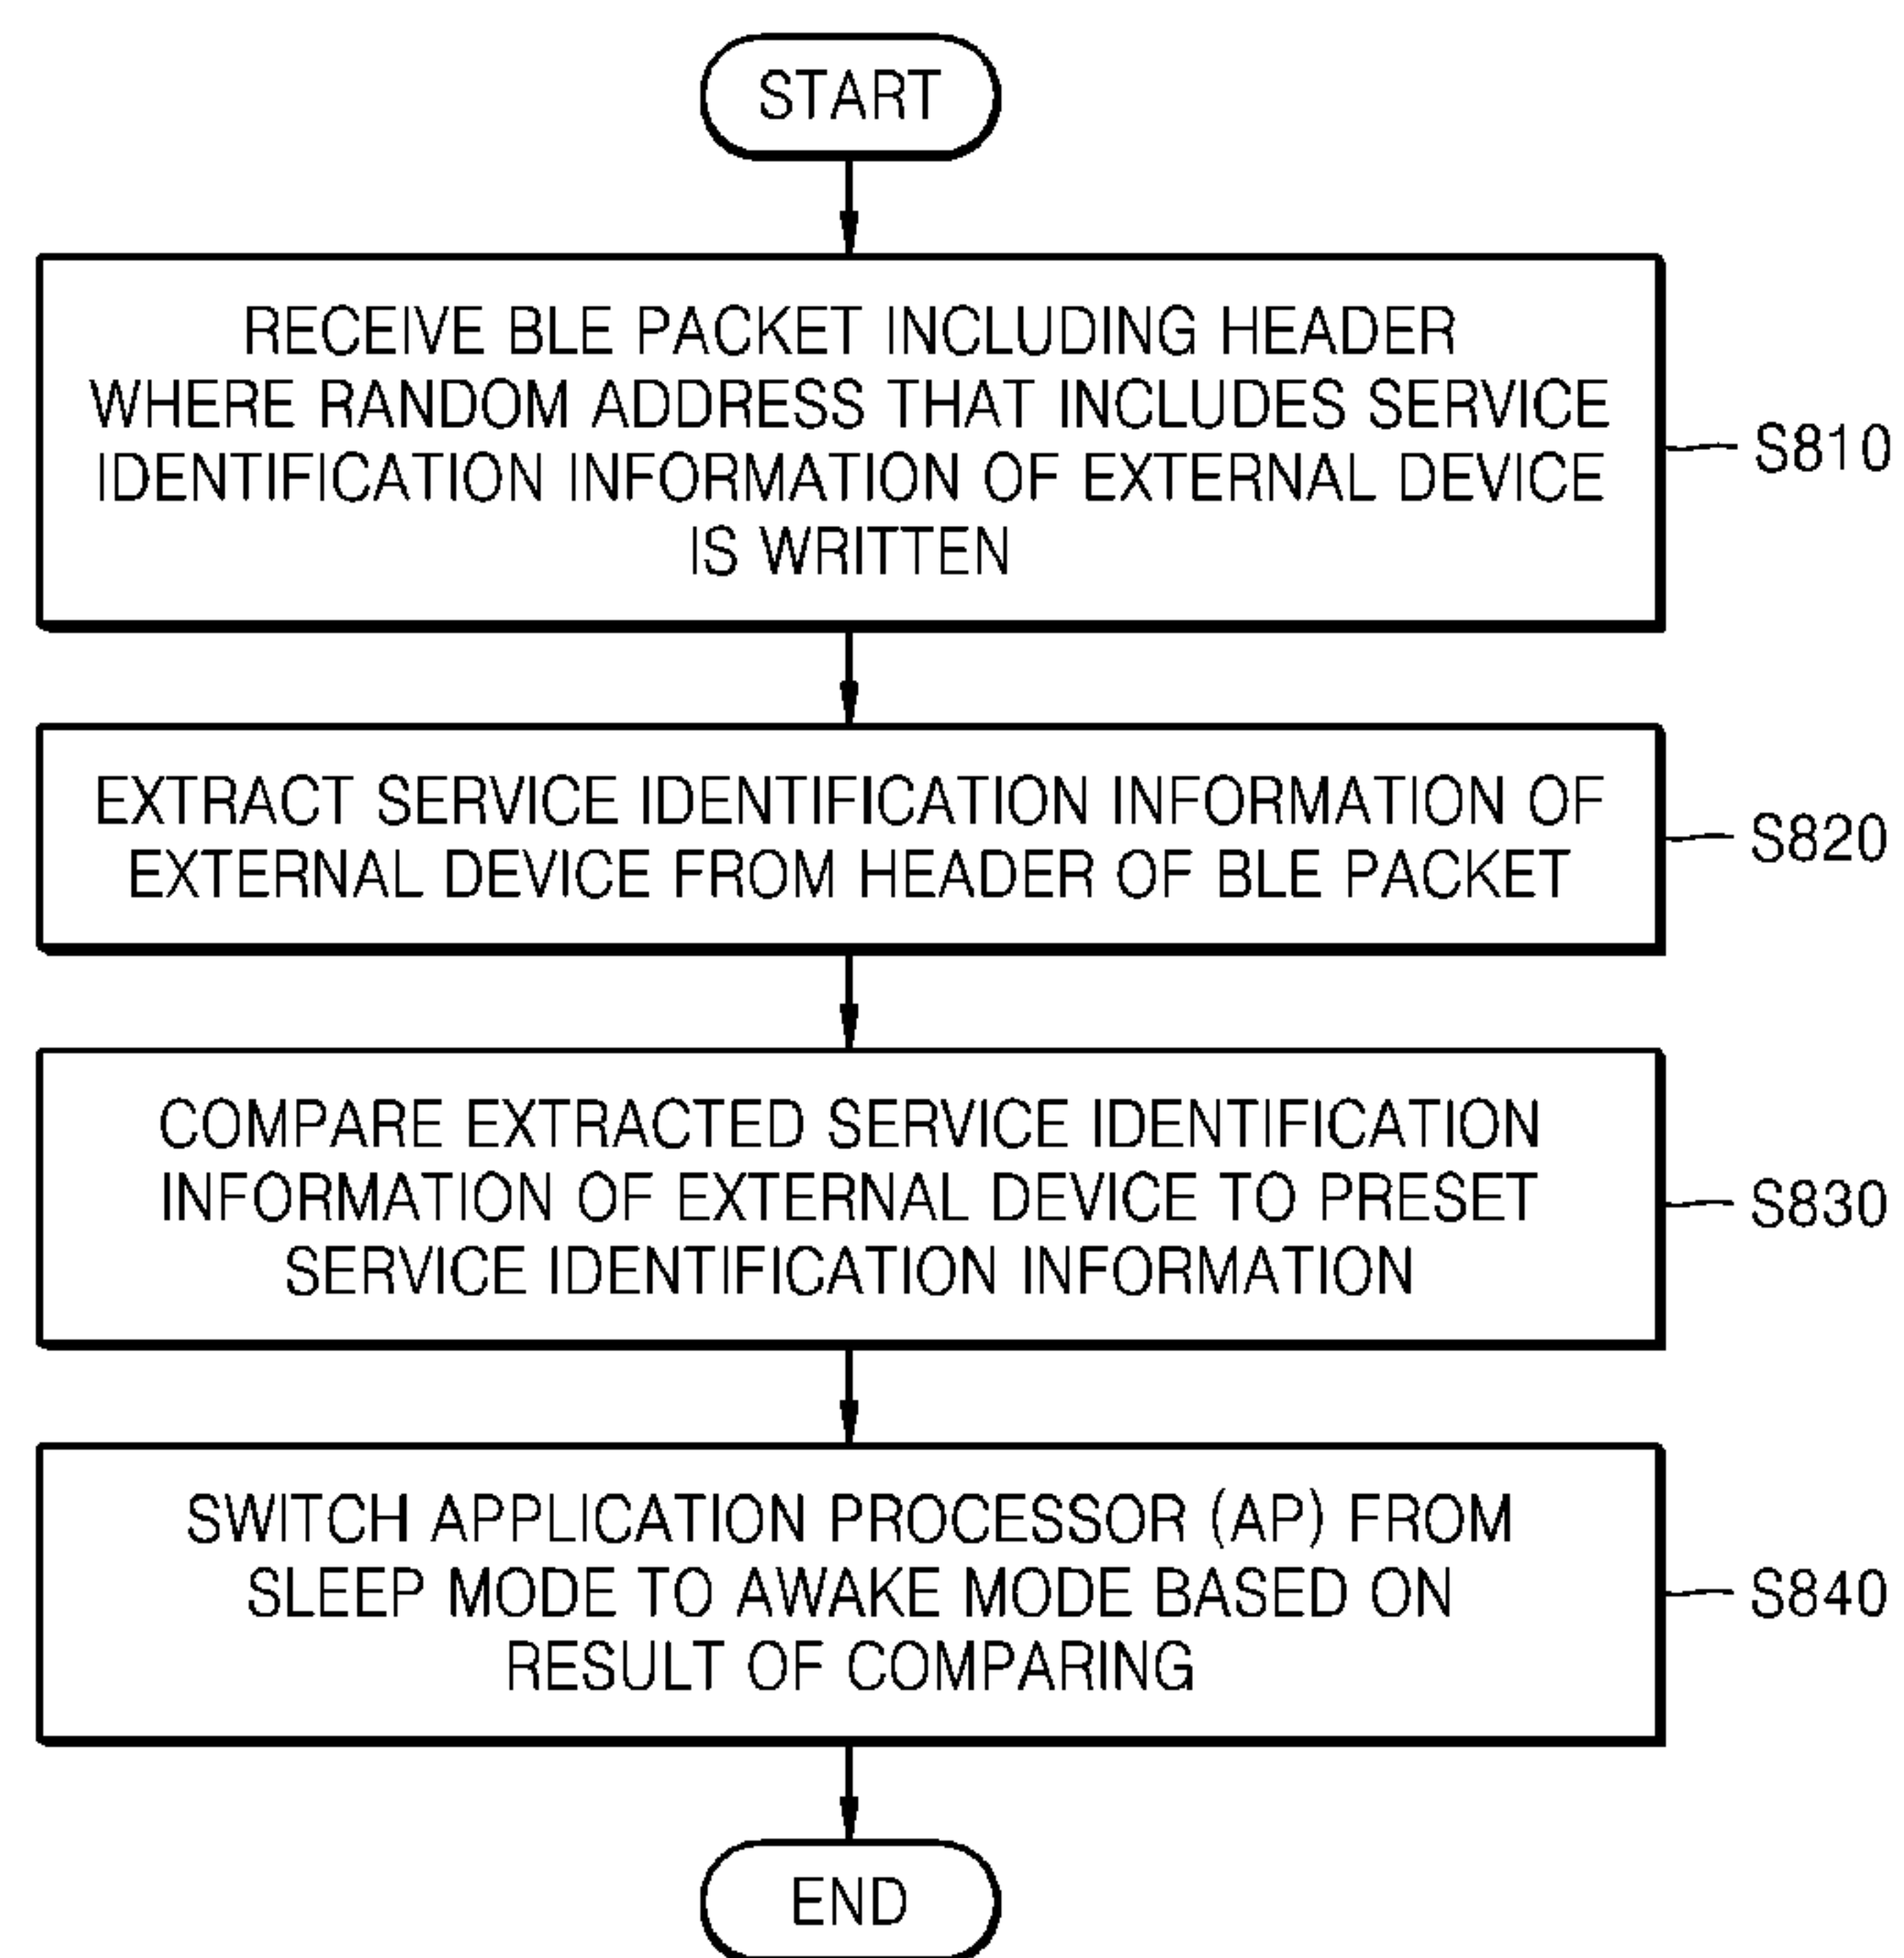 START
RECEIVE BLE PACKET INCLUDING HEADER
WHERE RANDOM ADDRESS THAT INCLUDES SERVICE
IDENTIFICATION INFORMATION OF EXTERNAL DEVICE
IS WRITTEN
S810
EXTRACT SERVICE IDENTIFICATION INFORMATION OF
EXTERNAL DEVICE FROM HEADER OF BLE PACKET
S820
COMPARE EXTRACTED SERVICE IDENTIFICATION
INFORMATION OF EXTERNAL DEVICE TO PRESET
SERVICE IDENTIFICATION INFORMATION
S830
SWITCH APPLICATION PROCESSOR (AP) FROM
SLEEP MODE TO AWAKE MODE BASED ON
RESULT OF COMPARING
S840
END